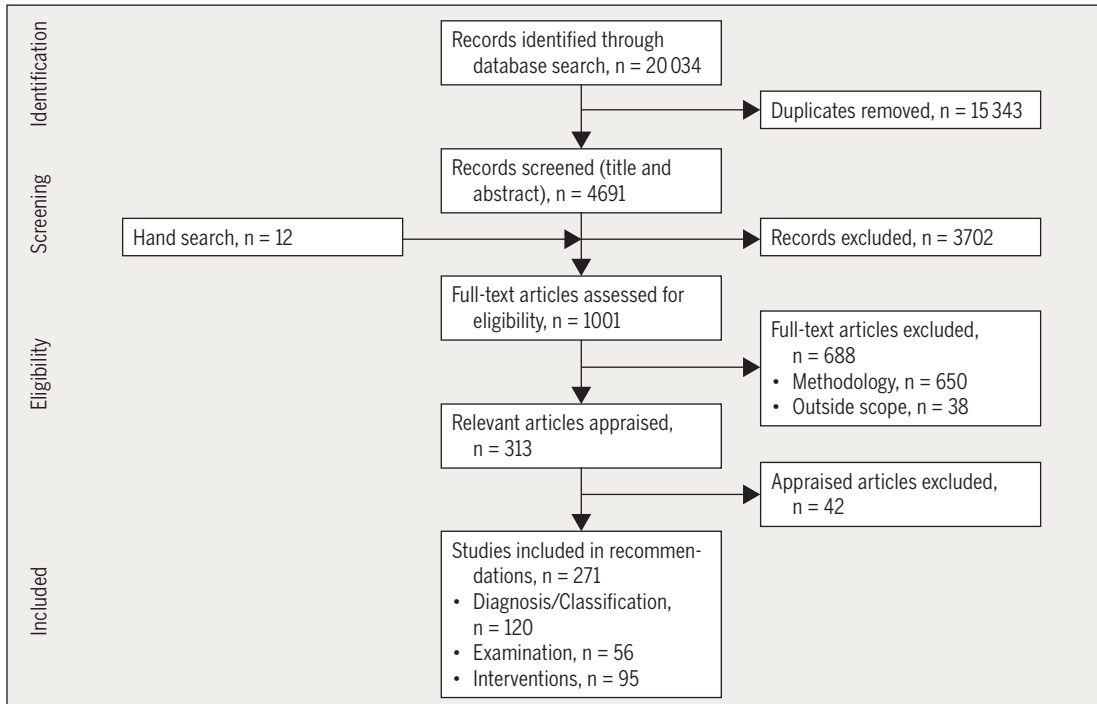 Identification
Records identified through
database search, n = 20 034
Duplicates removed, n = 15 343
Screening
Records screened (title and
abstract), n = 4691
Hand search, n = 12
Records excluded, n = 3702
Eligibility
Full-text articles assessed for
eligibility, n = 1001
Full-text articles excluded,
n = 688
• Methodology, n = 650
• Outside scope, n = 38
Relevant articles appraised,
n = 313
Appraised articles excluded,
n = 42
Included
Studies included in recommen-
dations, n = 271
• Diagnosis/Classification,
n = 120
• Examination, n = 56
• Interventions, n = 95